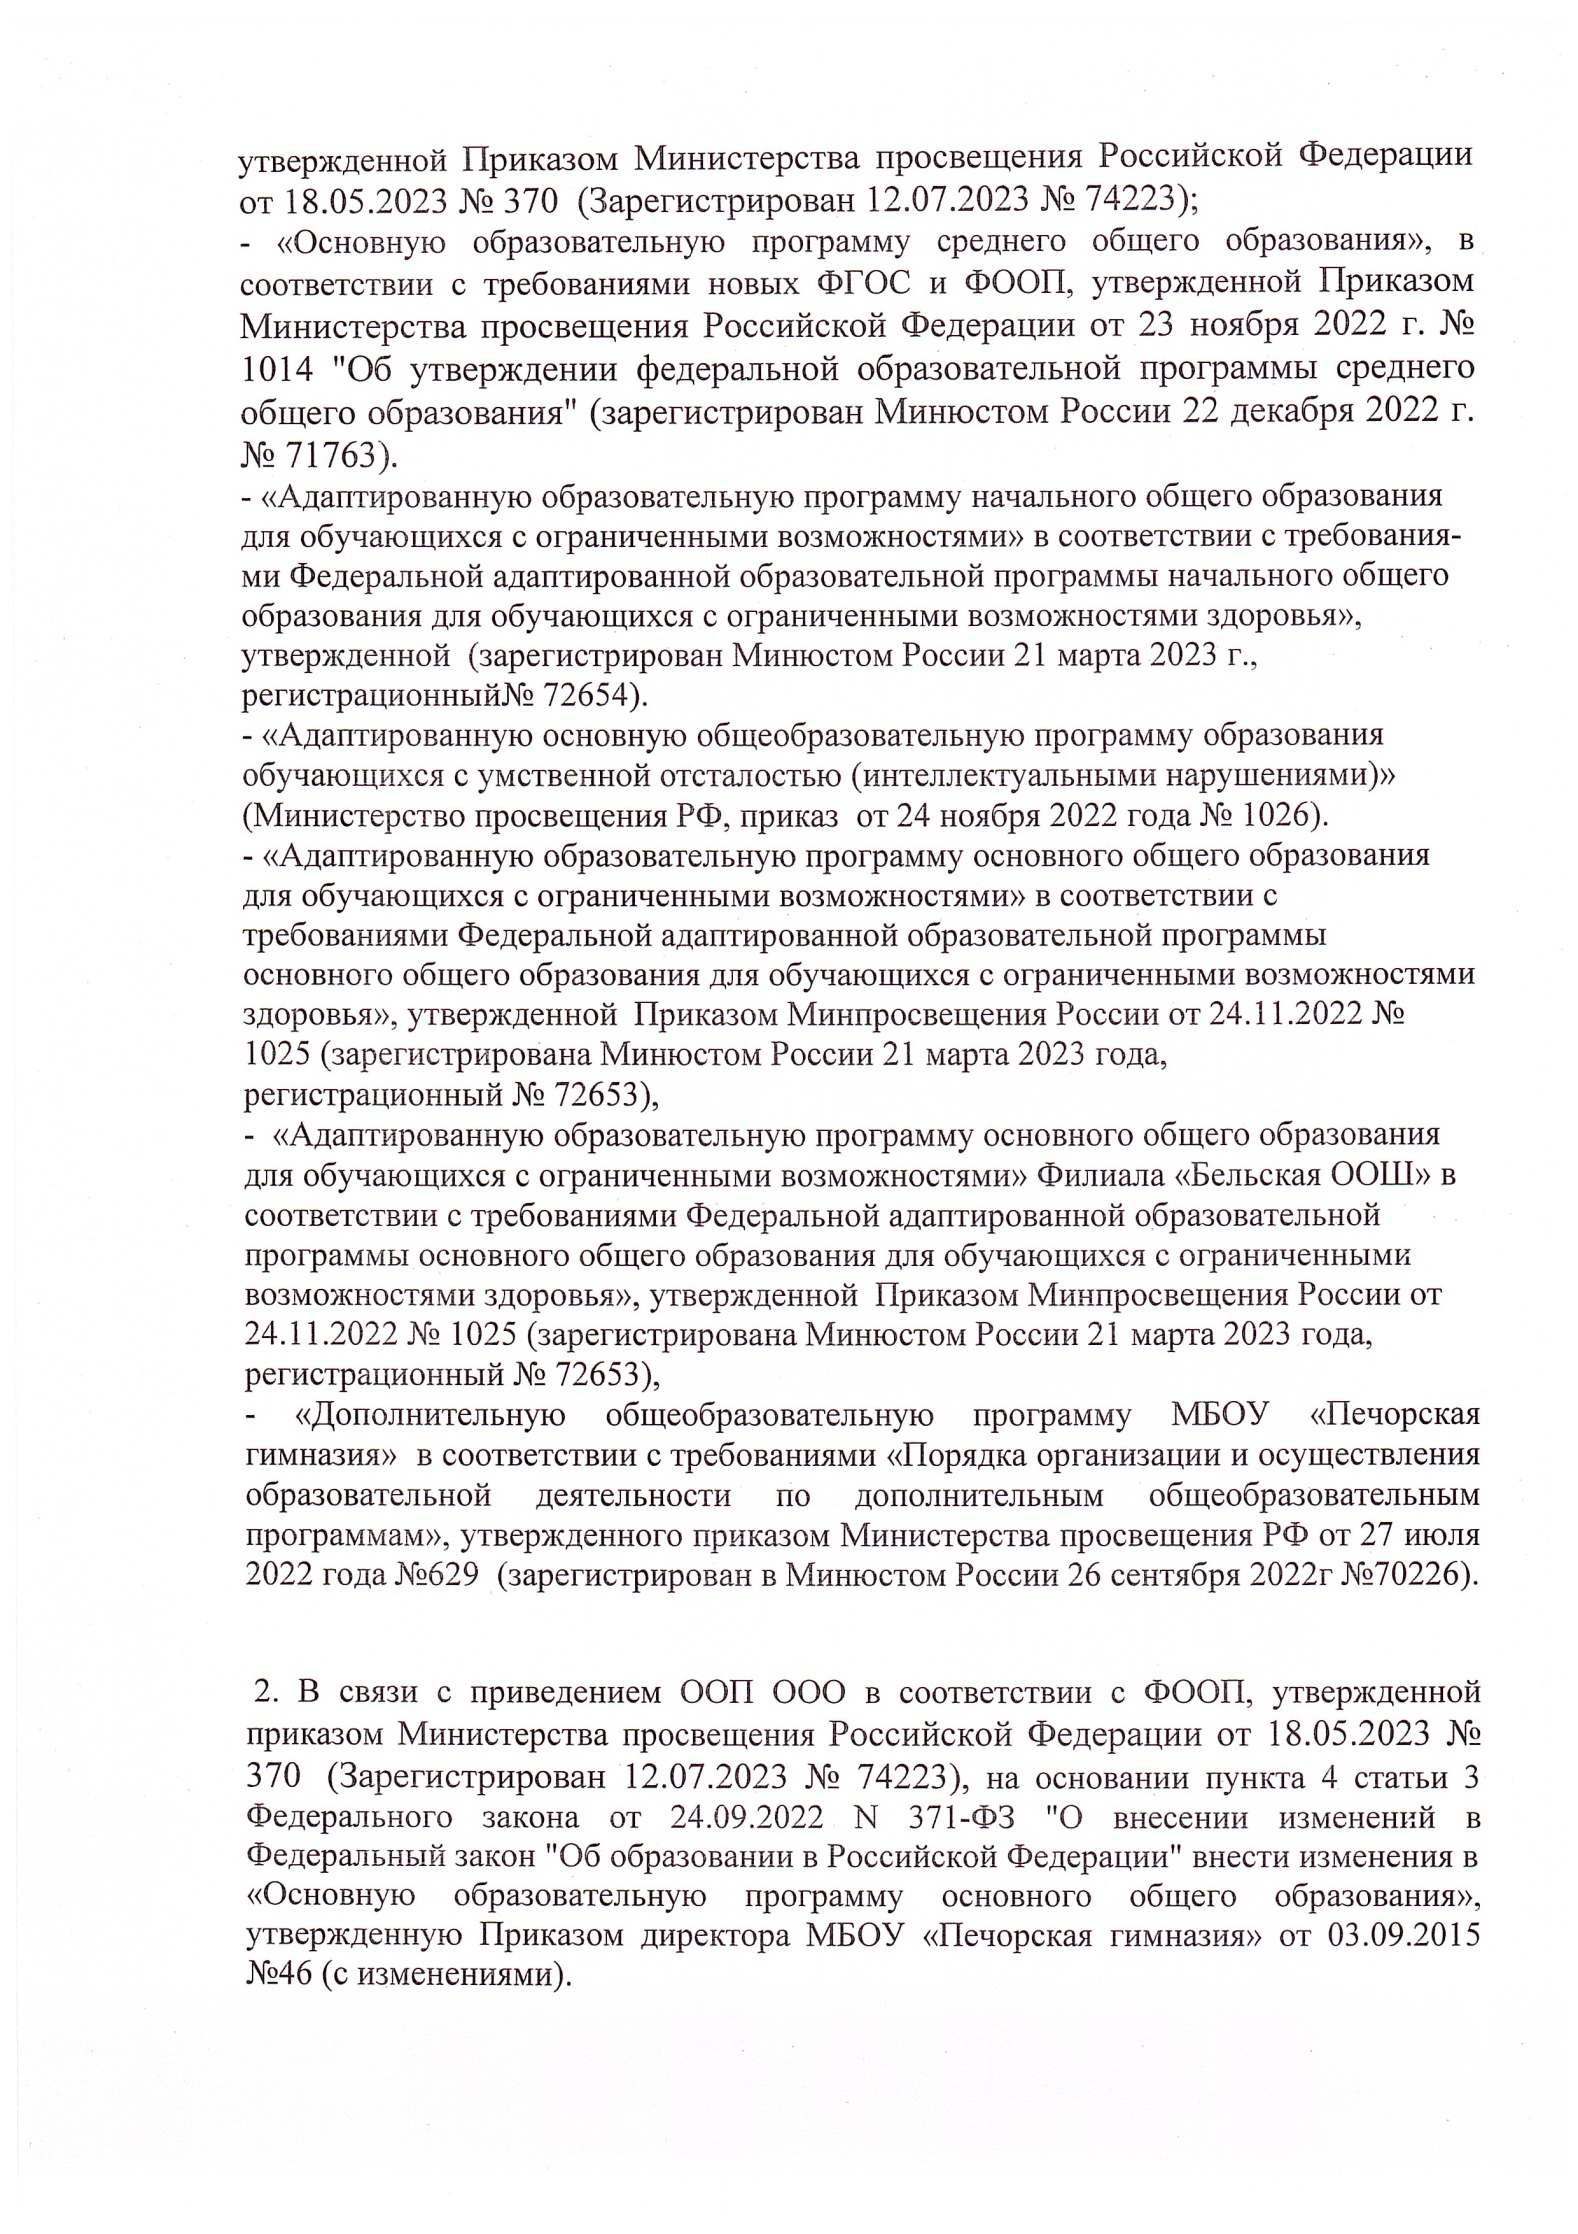 утвержденной Приказом Министерства просвещения Российской Федерации
от 18.05.2023 № 370  (Зарегистрирован 12.07.2023 № 74223);
- «Основную образовательную программу среднего общего образования», в
соответствии с требованиями новых ФГОС и ФООП, утвержденной Приказом
Министерства просвещения Российской Федерации от 23 ноября 2022 г. №
1014 "Об утверждении федеральной образовательной программы среднего
общего образования" (зарегистрирован Минюстом России 22 декабря 2022 г.
№ 71763).
- «Адаптированную образовательную программу начального общего образования
для обучающихся с ограниченными возможностями» в соответствии с требования-
ми Федеральной адаптированной образовательной программы начального общего
образования для обучающихся с ограниченными возможностями здоровья»,
утвержденной  (зарегистрирован Минюстом России 21 марта 2023 г.,
регистрационный№ 72654).
- «Адаптированную основную общеобразовательную программу образования
обучающихся с умственной отсталостью (интеллектуальными нарушениями)»
(Министерство просвещения РФ, приказ  от 24 ноября 2022 года № 1026).
- «Адаптированную образовательную программу основного общего образования
для обучающихся с ограниченными возможностями» в соответствии с
требованиями Федеральной адаптированной образовательной программы
основного общего образования для обучающихся с ограниченными возможностями
здоровья», утвержденной  Приказом Минпросвещения России от 24.11.2022 №
1025 (зарегистрирована Минюстом России 21 марта 2023 года,
регистрационный № 72653),
-  «Адаптированную образовательную программу основного общего образования
для обучающихся с ограниченными возможностями» Филиала «Бельская ООШ» в
соответствии с требованиями Федеральной адаптированной образовательной
программы основного общего образования для обучающихся с ограниченными
возможностями здоровья», утвержденной  Приказом Минпросвещения России от
24.11.2022 № 1025 (зарегистрирована Минюстом России 21 марта 2023 года,
регистрационный № 72653),
- «Дополнительную общеобразовательную программу МБОУ «Печорская
гимназия»  в соответствии с требованиями «Порядка организации и осуществления
образовательной деятельности по дополнительным общеобразовательным
программам», утвержденного приказом Министерства просвещения РФ от 27 июля
2022 года №629  (зарегистрирован в Минюстом России 26 сентября 2022г №70226).
2. В связи с приведением ООП ООО в соответствии с ФООП, утвержденной
приказом Министерства просвещения Российской Федерации от 18.05.2023 №
370  (Зарегистрирован 12.07.2023 № 74223), на основании пункта 4 статьи 3
Федерального закона от 24.09.2022 N 371-ФЗ "О внесении изменений в
Федеральный закон "Об образовании в Российской Федерации" внести изменения в
«Основную образовательную программу основного общего образования»,
утвержденную Приказом директора МБОУ «Печорская гимназия» от 03.09.2015
№46 (с изменениями).